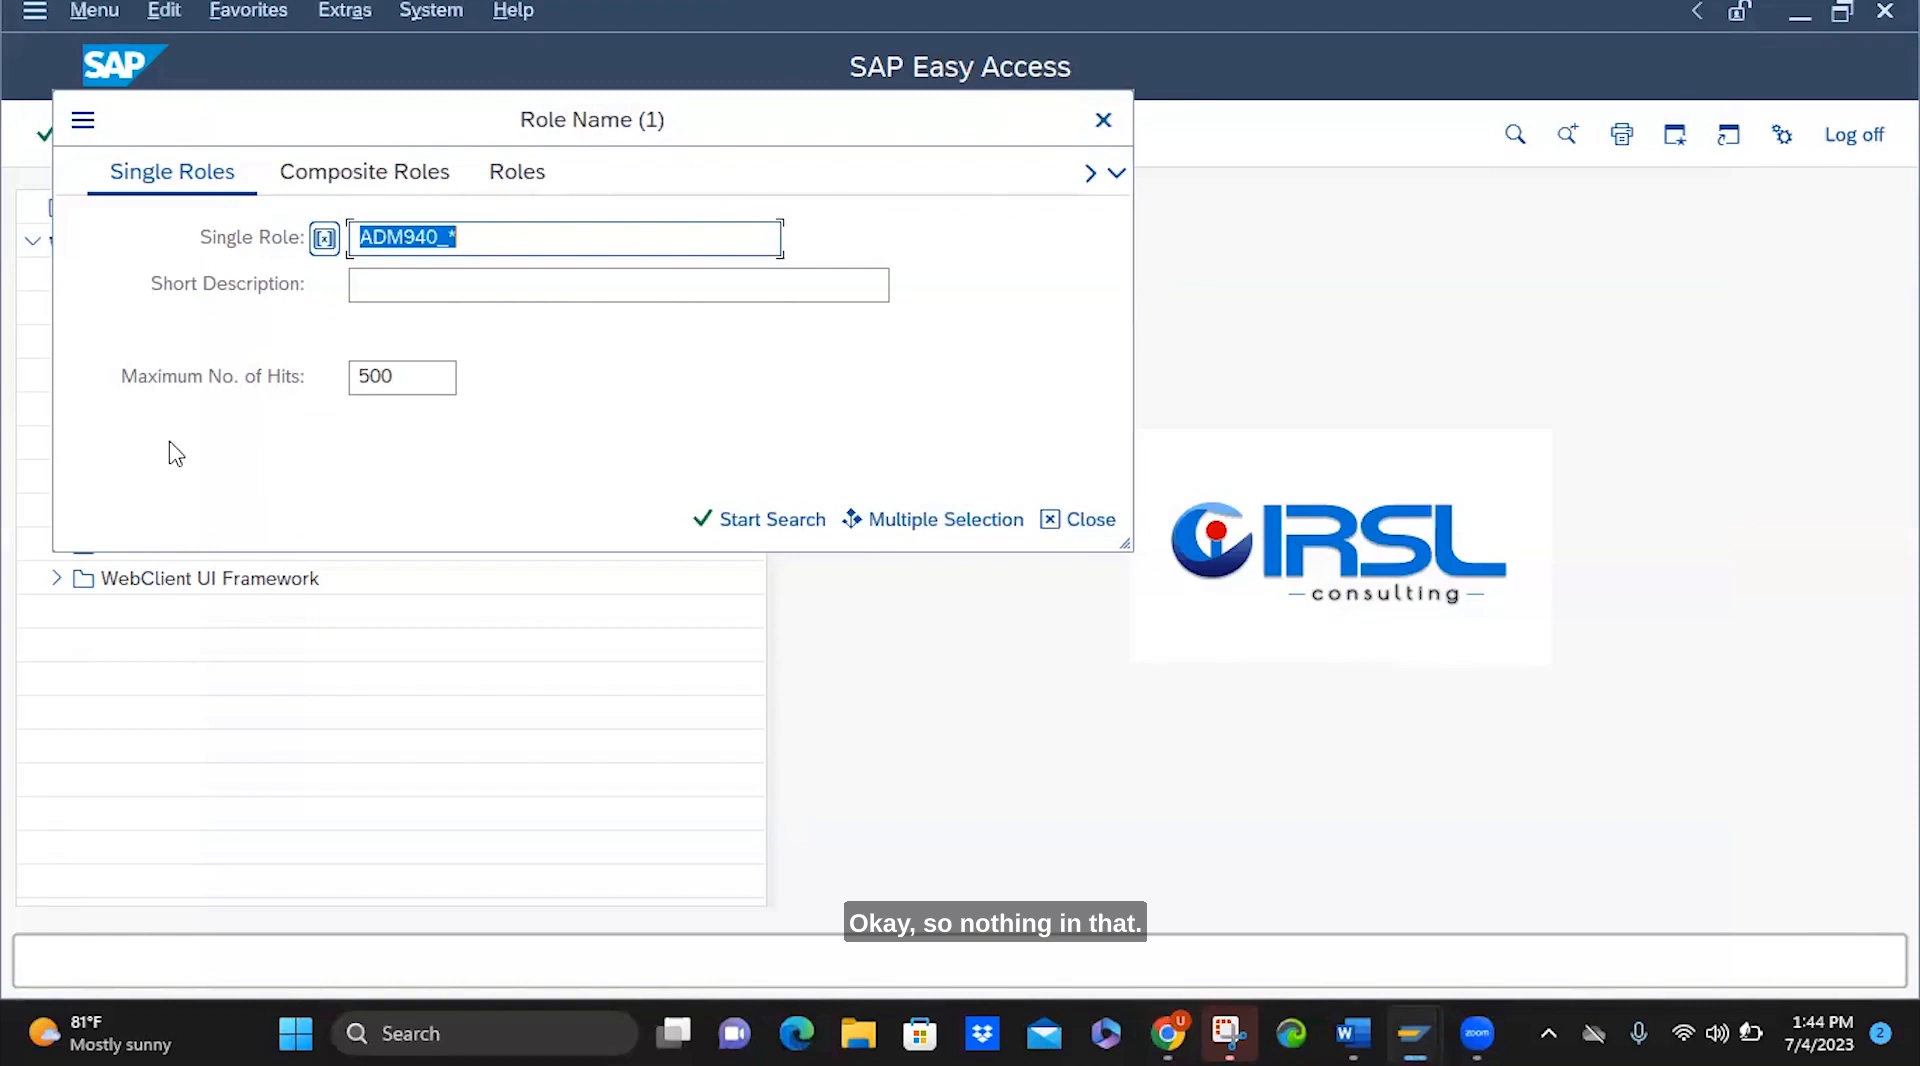 Menu Edit Favorites Extras System Help
SAP
SAP Easy Access
Role Name (1)
Single Roles Composite Roles Roles
Log off
Single Role: ADM940_*
Short Description:
Maximum No. of Hits: 500
Start Search Multiple Selection Close
IRSL
consulting
WebClient UI Framework
Okay, so nothing in that.
81°F
Mostly sunny
Search
U
W
zoom
1:44 PM
7/4/2023
2